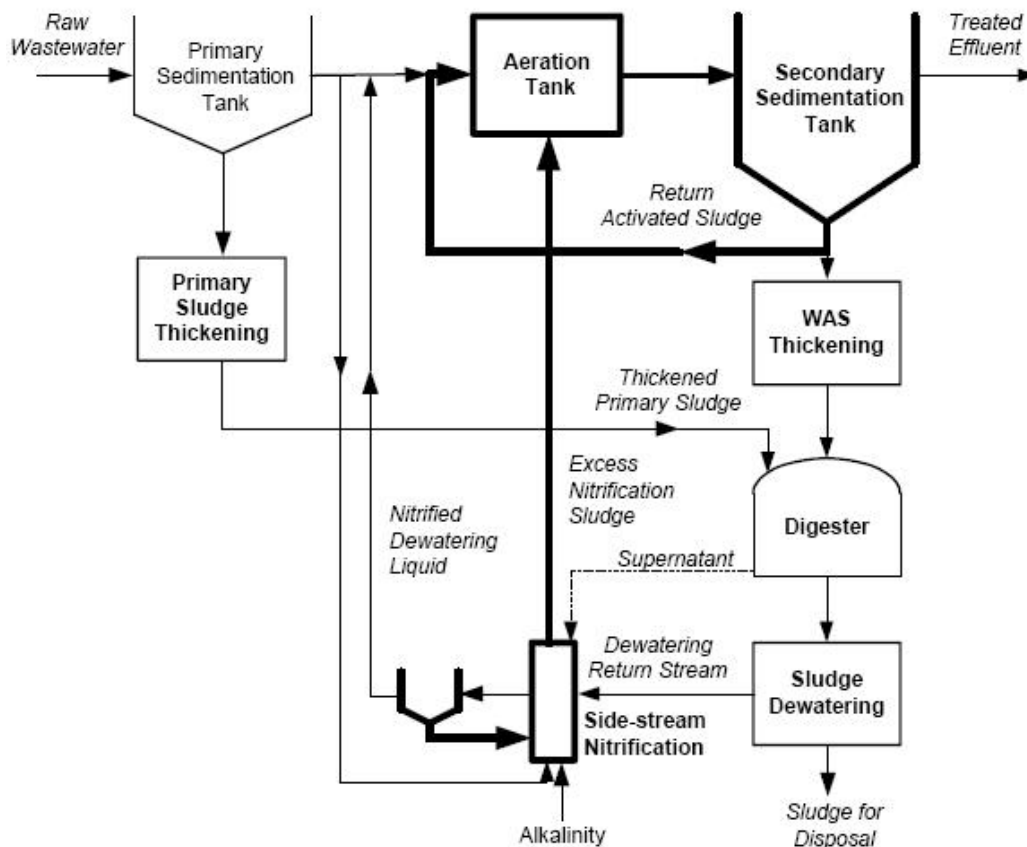 Raw
Wastewater
Primary
Sedimentation
Tank
Aeration
Tank
Secondary
Sedimentation
Tank
Treated
Effluent
Return
Activated Sludge
Primary
Sludge
Thickening
WAS
Thickening
Thickened
Primary Sludge
Excess
Nitrification
Sludge
Nitrified
Dewatering
Liquid
Digester
Supernatant
Dewatering
Return Stream
Sludge
Dewatering
Side-stream
Nitrification
Alkalinity
Sludge for
Disposal